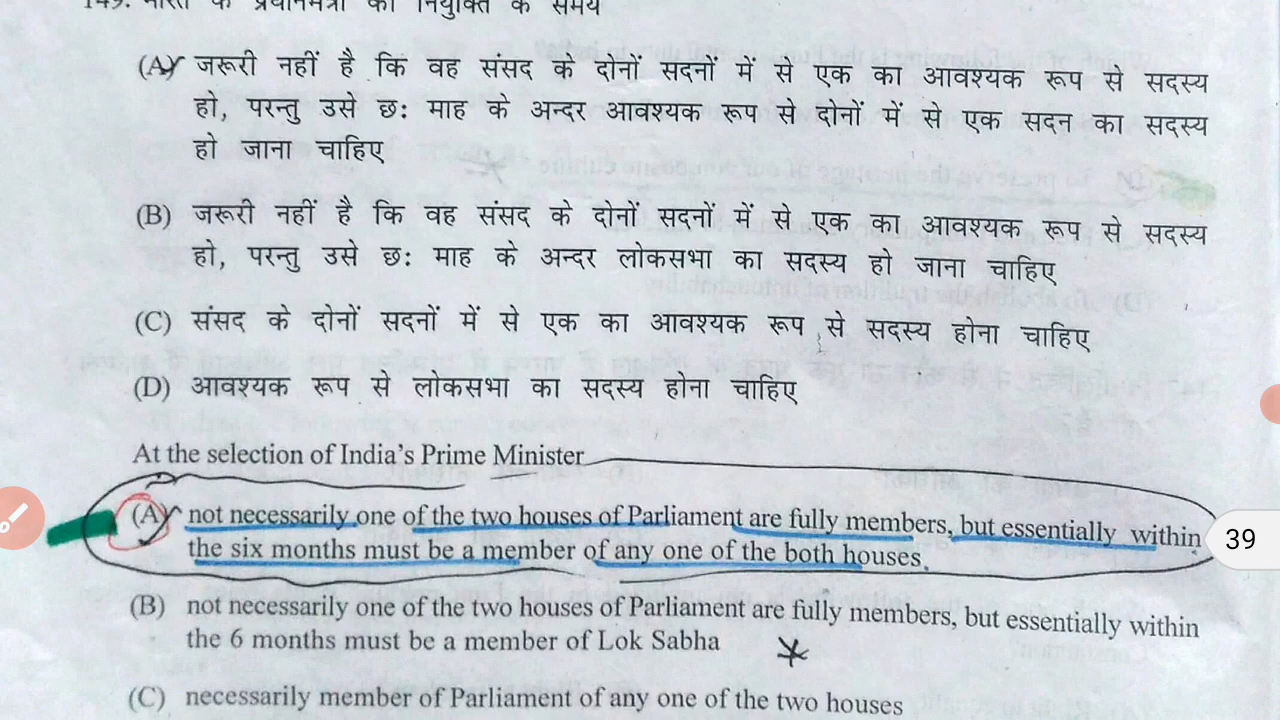 149. भारत के प्रधानमंत्री की नियुक्ति के समय
(A) जरूरी नहीं है कि वह संसद के दोनों सदनों में से एक का आवश्यक रूप से सदस्य
हो, परन्तु उसे छः माह के अन्दर आवश्यक रूप से दोनों में से एक सदन का सदस्य
हो जाना चाहिए
(B) जरूरी नहीं है कि वह संसद के दोनों सदनों में से एक का आवश्यक रूप से सदस्य
हो, परन्तु उसे छः माह के अन्दर लोकसभा का सदस्य हो जाना चाहिए
(C) संसद के दोनों सदनों में से एक का आवश्यक रूप से सदस्य होना चाहिए
(D) आवश्यक रूप से लोकसभा का सदस्य होना चाहिए
At the selection of India's Prime Minister
(A) not necessarily one of the two houses of Parliament are fully members, but essentially within
the six months must be a member of any one of the both houses.
39
(B) not necessarily one of the two houses of Parliament are fully members, but essentially within
the 6 months must be a member of Lok Sabha
(C) necessarily member of Parliament of any one of the two houses